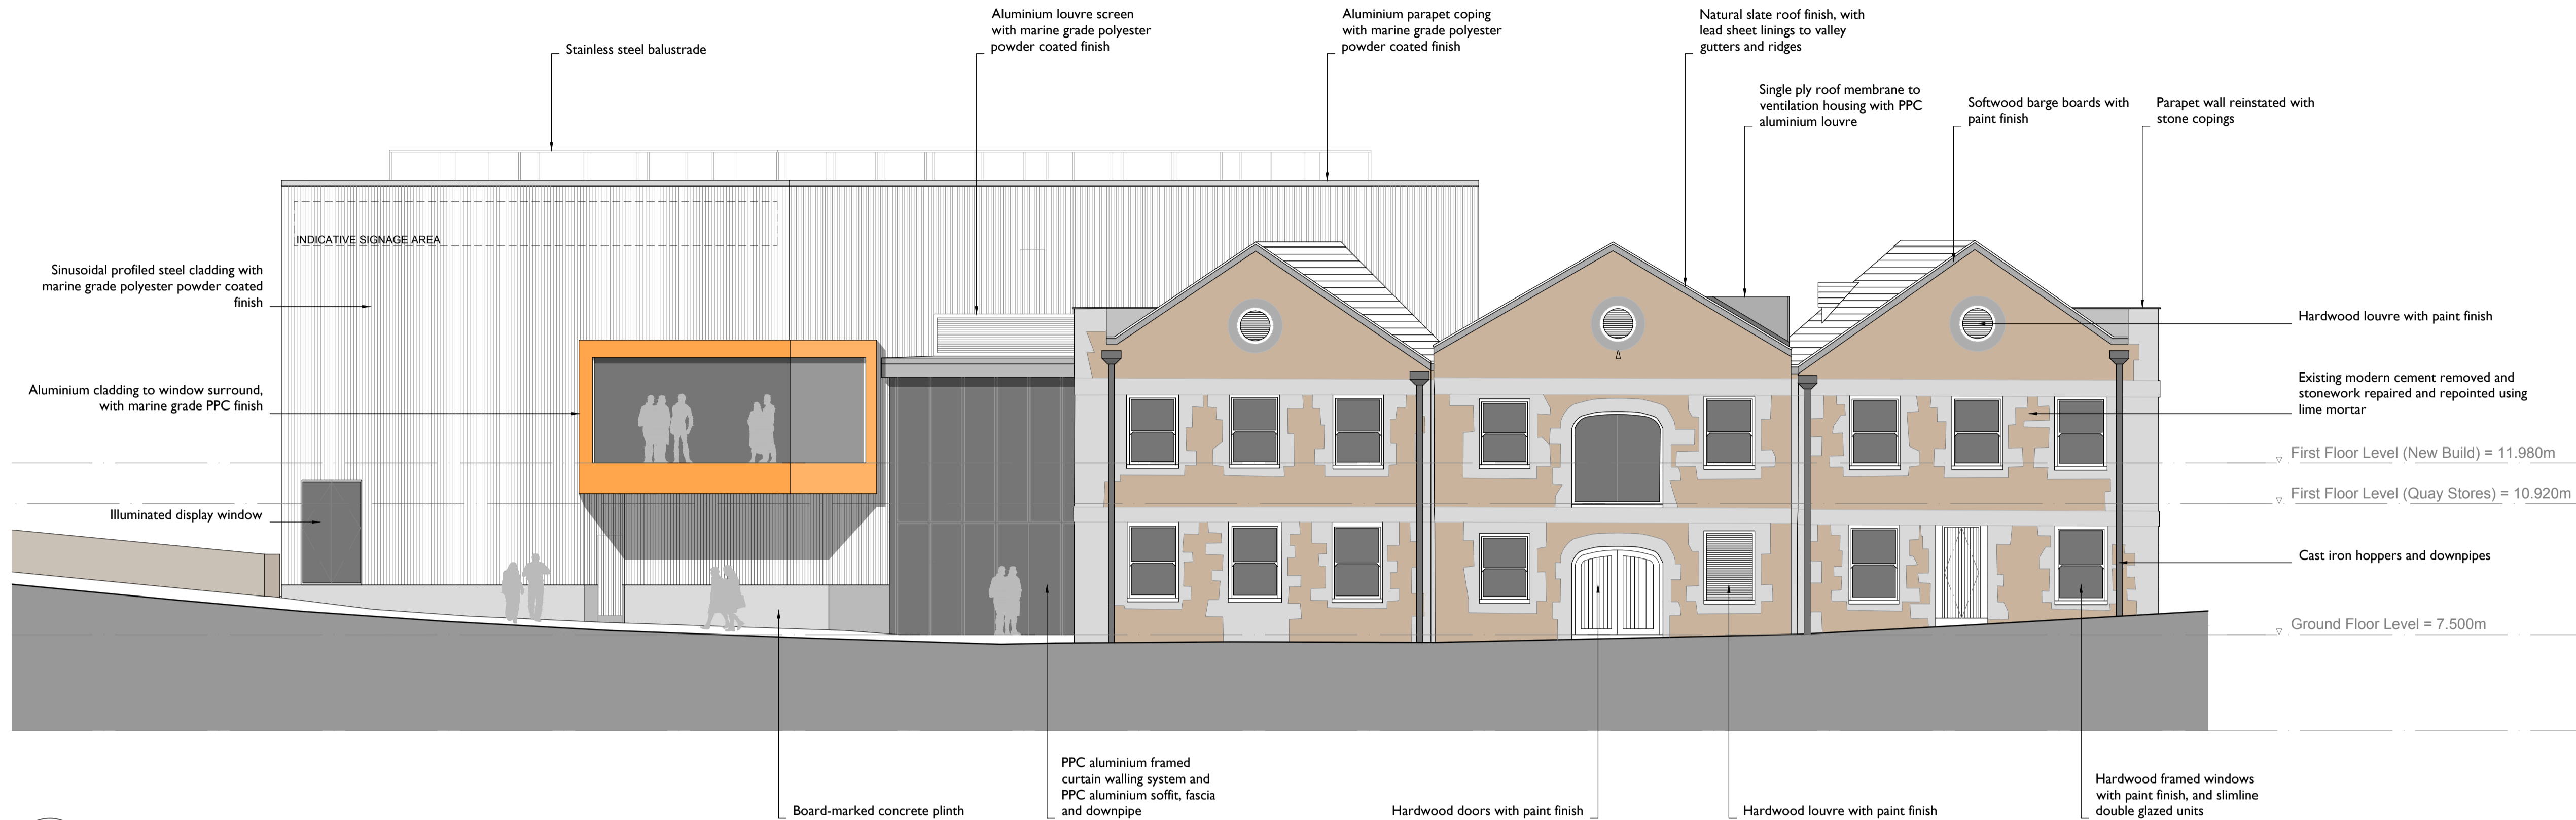 Stainless steel balustrade
Aluminium louvre screen
with marine grade polyester
powder coated finish
Aluminium parapet coping
with marine grade polyester
powder coated finish
Natural slate roof finish, with
lead sheet linings to valley
gutters and ridges
Single ply roof membrane to
ventilation housing with PPC
aluminium louvre
Softwood barge boards with
paint finish
Parapet wall reinstated with
stone copings
INDICATIVE SIGNAGE AREA
Sinusoidal profiled steel cladding with
marine grade polyester powder coated
finish
Aluminium cladding to window surround,
with marine grade PPC finish
Illuminated display window
Hardwood louvre with paint finish
Existing modern cement removed and
stonework repaired and repointed using
lime mortar
First Floor Level (New Build) = 11.980m
First Floor Level (Quay Stores) = 10.920m
Cast iron hoppers and downpipes
Ground Floor Level = 7.500m
Board-marked concrete plinth
PPC aluminium framed
curtain walling system and
PPC aluminium soffit, fascia
and downpipe
Hardwood doors with paint finish
Hardwood louvre with paint finish
Hardwood framed windows
with paint finish, and slimline
double glazed units